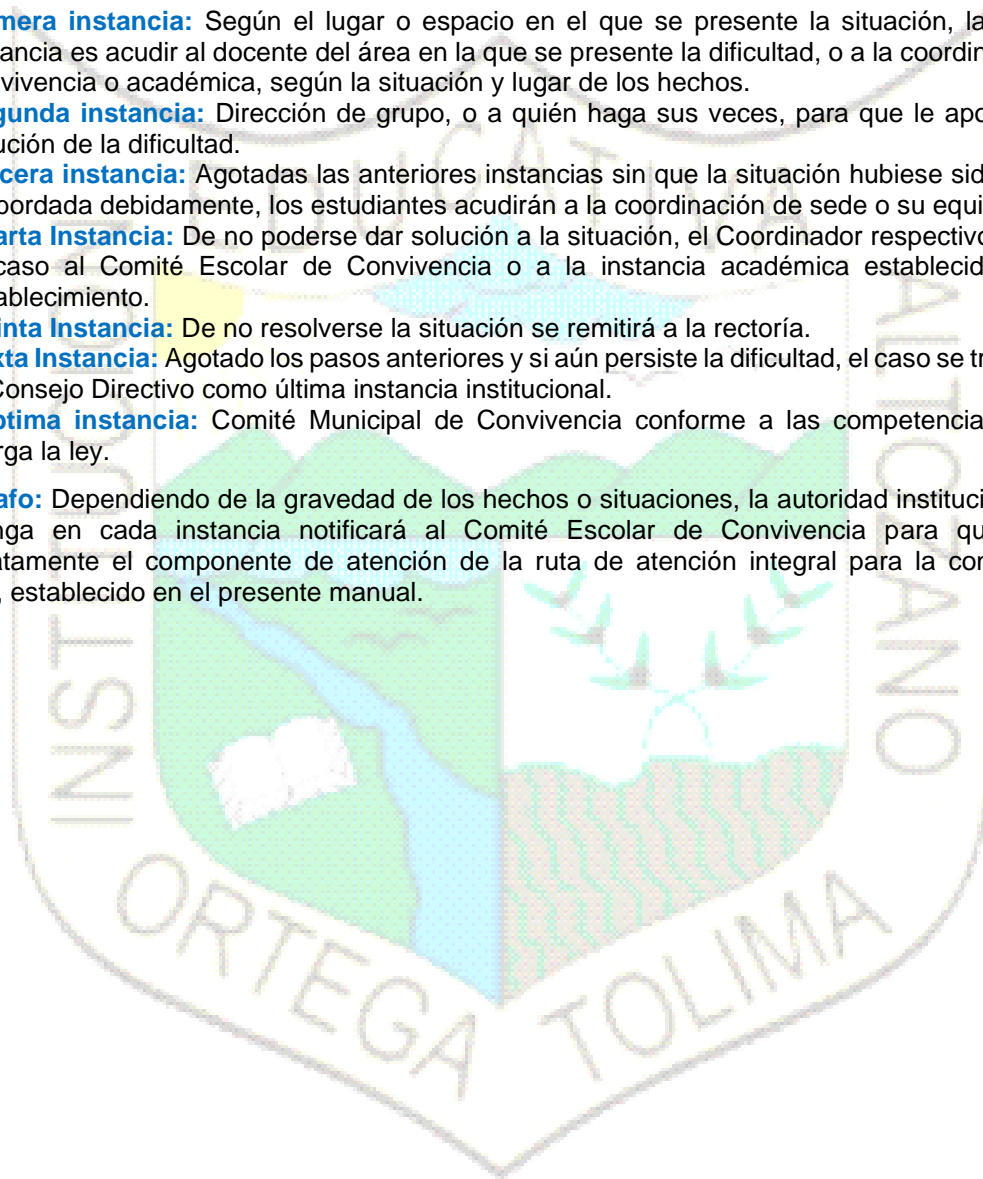 mera instancia: Según el lugar o espacio en el que se presente la situación, la
tancia es acudir al docente del área en la que se presente la dificultad, o a la coordin
vivencia o académica, según la situación y lugar de los hechos.
gunda instancia: Dirección de grupo, o a quién haga sus veces, para que le apo
ución de la dificultad.
cera instancia: Agotadas las anteriores instancias sin que la situación hubiese sid
bordada debidamente, los estudiantes acudirán a la coordinación de sede o su equi
arta Instancia: De no poderse dar solución a la situación, el Coordinador respectivo
caso al Comité Escolar de Convivencia o a la instancia académica establecid
ablecimiento.
inta Instancia: De no resolverse la situación se remitirá a la rectoría.
xta Instancia: Agotado los pasos anteriores y si aún persiste la dificultad, el caso se tr
Consejo Directivo como última instancia institucional.
ptima instancia: Comité Municipal de Convivencia conforme a las competencia
rga la ley.
afo: Dependiendo de la gravedad de los hechos o situaciones, la autoridad instituci
nga en cada instancia notificará al Comité Escolar de Convivencia para qu
atamente el componente de atención de la ruta de atención integral para la con
, establecido en el presente manual.
INSTITUCION
EDUCATIVA
ALTOZANO
ORTEGA TOLIMA